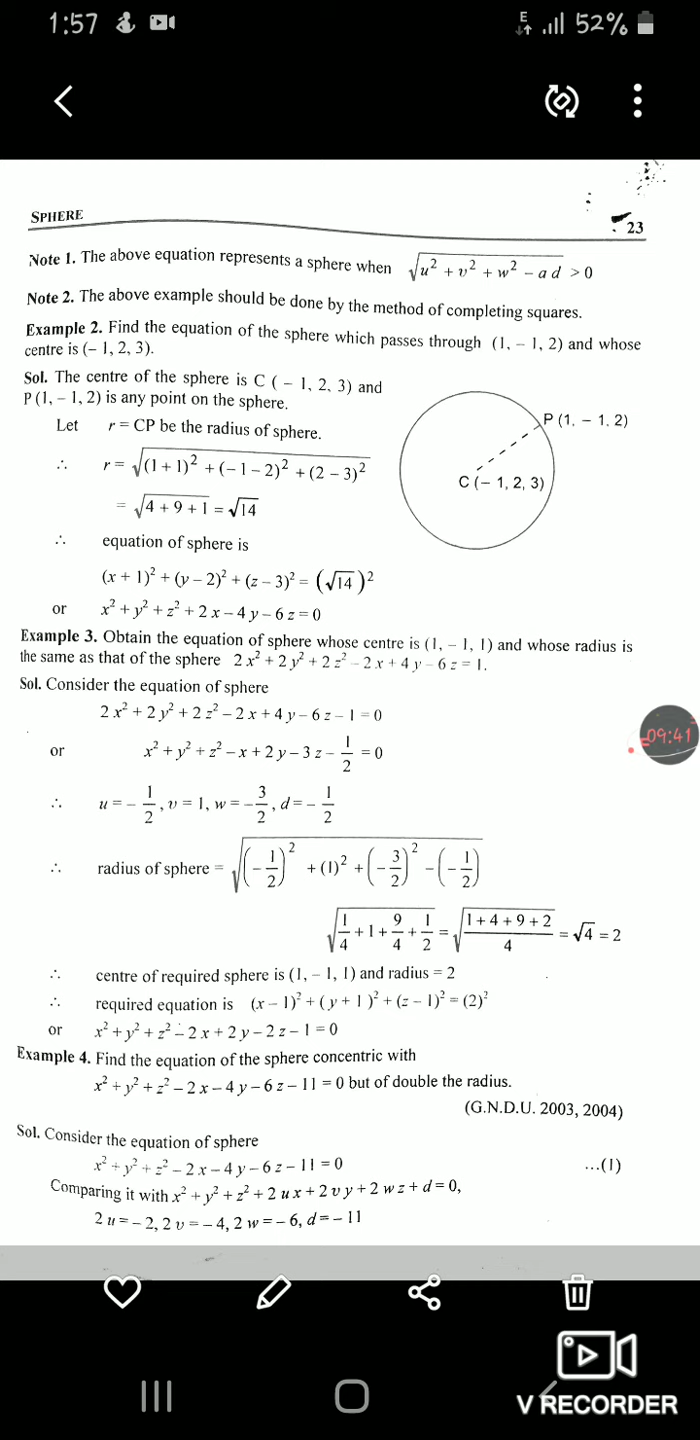 1:57 52%
SPHERE 23
Note 1. The above equation represents a sphere when √(u² + v² + w² – a d) > 0
Note 2. The above example should be done by the method of completing squares.
Example 2. Find the equation of the sphere which passes through (1, – 1, 2) and whose
centre is (– 1, 2, 3).
Sol. The centre of the sphere is C ( – 1, 2, 3) and
P (1, – 1, 2) is any point on the sphere.
Let r = CP be the radius of sphere.
∴ r = √((1 + 1)² + (– 1 – 2)² + (2 – 3)²)
= √(4 + 9 + 1) = √14
P (1, – 1, 2)
C (– 1, 2, 3)
∴ equation of sphere is
(x + 1)² + (y – 2)² + (z – 3)² = (√14)²
or x² + y² + z² + 2 x – 4 y – 6 z = 0
Example 3. Obtain the equation of sphere whose centre is (1, – 1, 1) and whose radius is
the same as that of the sphere 2 x² + 2 y² + 2 z² – 2 x + 4 y – 6 z = 1.
Sol. Consider the equation of sphere
2 x² + 2 y² + 2 z² – 2 x + 4 y – 6 z – 1 = 0
or x² + y² + z² – x + 2 y – 3 z – 1/2 = 0
09:41
∴ u = – 1/2, v = 1, w = – 3/2, d = – 1/2
∴ radius of sphere = √((– 1/2)² + (1)² + (– 3/2)² – (– 1/2))
√(1/4 + 1 + 9/4 + 1/2) = √((1 + 4 + 9 + 2)/4) = √4 = 2
∴ centre of required sphere is (1, – 1, 1) and radius = 2
∴ required equation is (x – 1)² + ( y + 1 )² + (z – 1)² = (2)²
or x² + y² + z² – 2 x + 2 y – 2 z – 1 = 0
Example 4. Find the equation of the sphere concentric with
x² + y² + z² – 2 x – 4 y – 6 z – 11 = 0 but of double the radius.
(G.N.D.U. 2003, 2004)
Sol. Consider the equation of sphere
x² + y² + z² – 2 x – 4 y – 6 z – 11 = 0 ...(1)
Comparing it with x² + y² + z² + 2 u x + 2 v y + 2 w z + d = 0,
2 u = – 2, 2 v = – 4, 2 w = – 6, d = – 11
V RECORDER